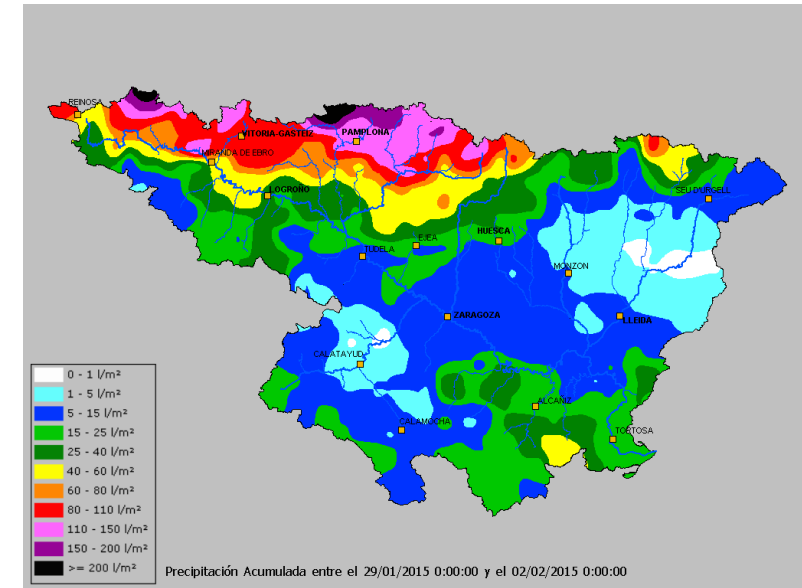 REINOSA
VITORIA-GASTEIZ
PAMPLONA
MIRANDA DE EBRO
LOGROÑO
SEU D'URGELL
HUESCA
EJEA
TUDELA
MONZON
ZARAGOZA
LLEIDA
CALATAYUD
ALCAÑIZ
CALAMOCHA
TORTOSA
0 - 1 l/m²
1 - 5 l/m²
5 - 15 l/m²
15 - 25 l/m²
25 - 40 l/m²
40 - 60 l/m²
60 - 80 l/m²
80 - 110 l/m²
110 - 150 l/m²
150 - 200 l/m²
>= 200 l/m²
Precipitación Acumulada entre el 29/01/2015 0:00:00 y el 02/02/2015 0:00:00